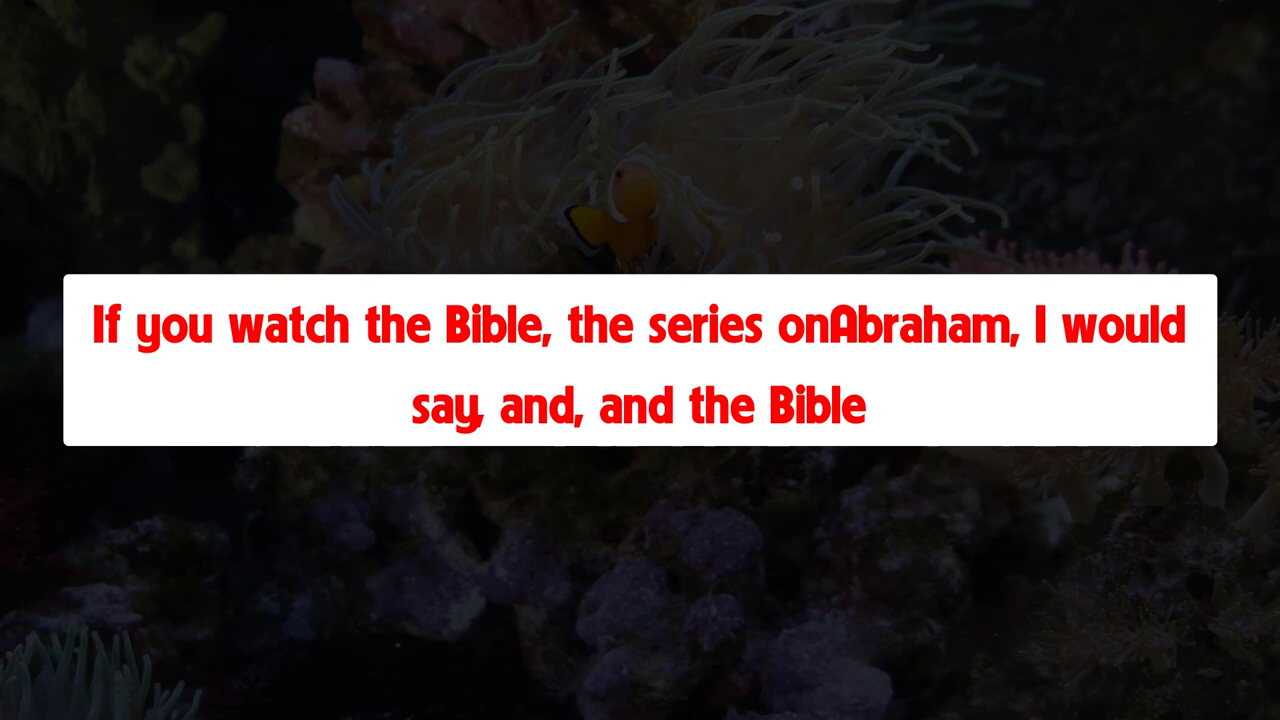 If you watch the Bible, the series onAbraham, I would
say, and, and the Bible